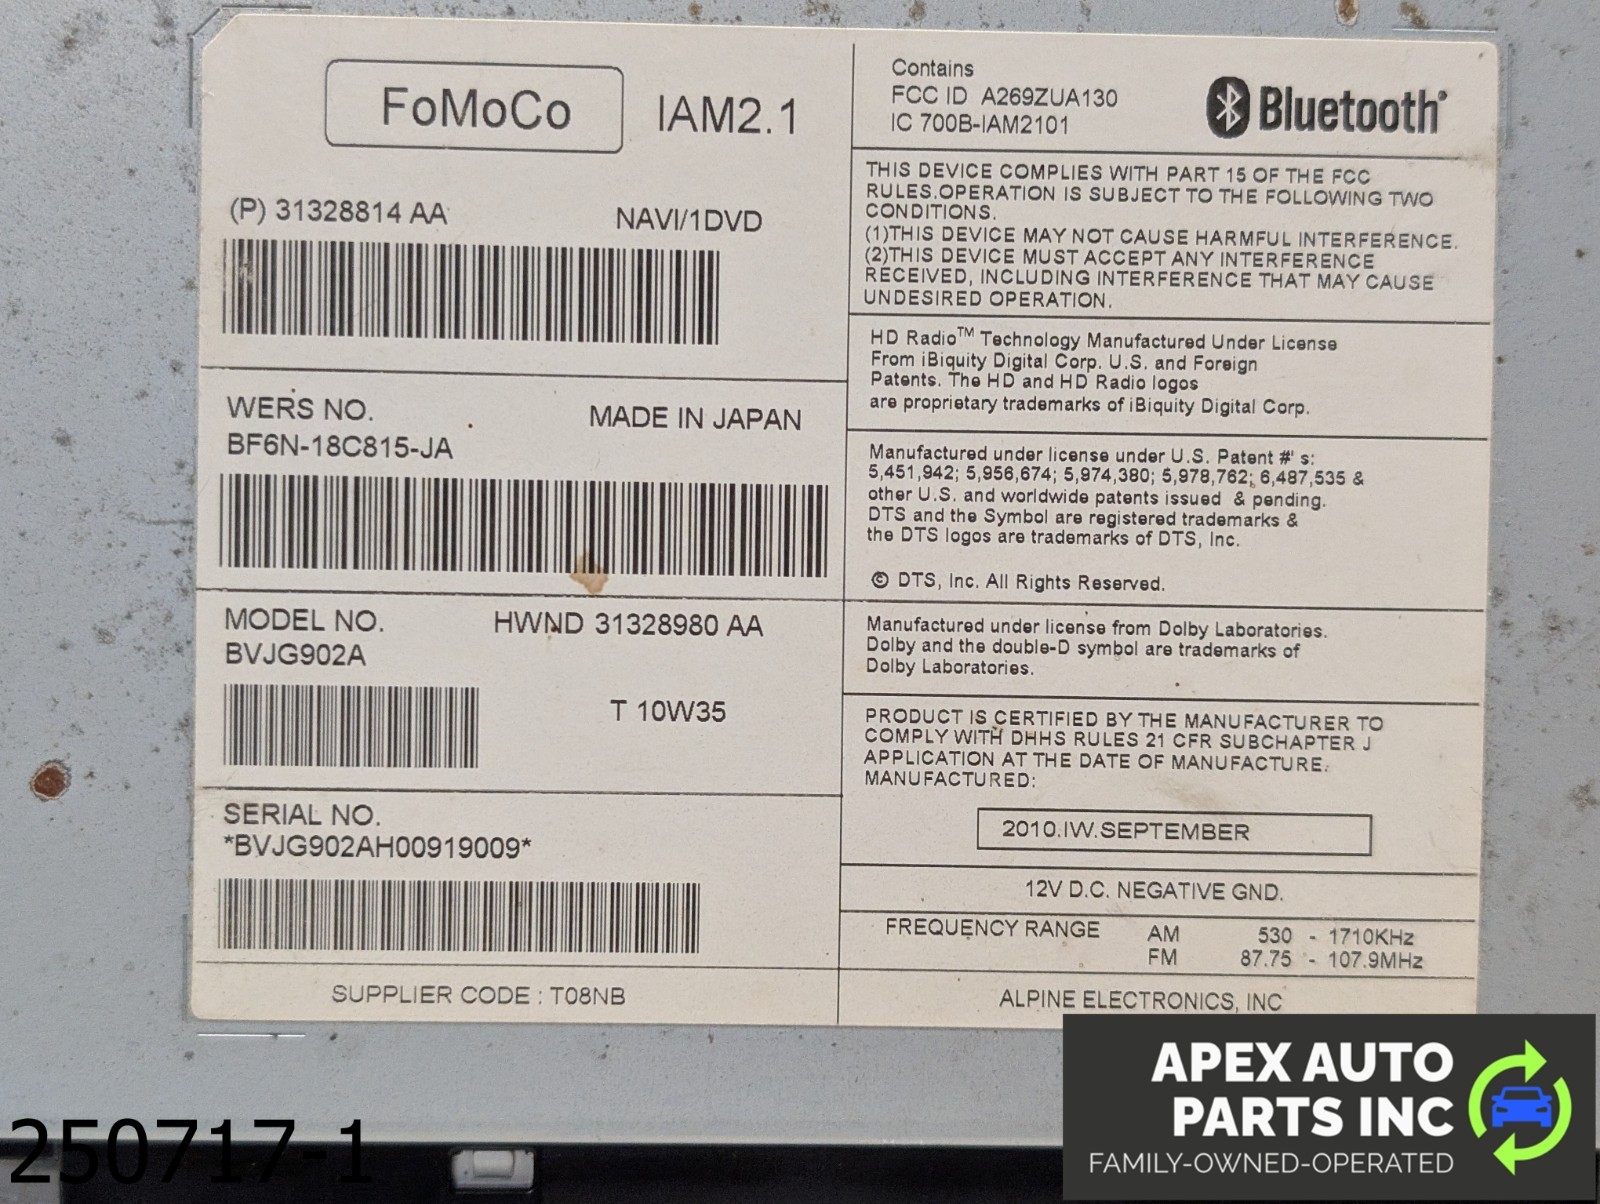 FoMoCo
IAM2.1
(P) 31328814 AA
NAVI/1DVD
WERS NO.
MADE IN JAPAN
BF6N-18C815-JA
MODEL NO.
HWND 31328980 AA
BVJG902A
T 10W35
SERIAL NO.
*BVJG902AH00919009*
SUPPLIER CODE : T08NB
Contains
FCC ID A269ZUA130
IC 700B-IAM2101
Bluetooth®
THIS DEVICE COMPLIES WITH PART 15 OF THE FCC
RULES.OPERATION IS SUBJECT TO THE FOLLOWING TWO
CONDITIONS.
(1)THIS DEVICE MAY NOT CAUSE HARMFUL INTERFERENCE.
(2)THIS DEVICE MUST ACCEPT ANY INTERFERENCE
RECEIVED, INCLUDING INTERFERENCE THAT MAY CAUSE
UNDESIRED OPERATION.
HD Radio™ Technology Manufactured Under License
From iBiquity Digital Corp. U.S. and Foreign
Patents. The HD and HD Radio logos
are proprietary trademarks of iBiquity Digital Corp.
Manufactured under license under U.S. Patent #' s:
5,451,942; 5,956,674; 5,974,380; 5,978,762; 6,487,535 &
other U.S. and worldwide patents issued & pending.
DTS and the Symbol are registered trademarks &
the DTS logos are trademarks of DTS, Inc.
© DTS, Inc. All Rights Reserved.
Manufactured under license from Dolby Laboratories.
Dolby and the double-D symbol are trademarks of
Dolby Laboratories.
PRODUCT IS CERTIFIED BY THE MANUFACTURER TO
COMPLY WITH DHHS RULES 21 CFR SUBCHAPTER J
APPLICATION AT THE DATE OF MANUFACTURE.
MANUFACTURED:
2010.IW.SEPTEMBER
12V D.C. NEGATIVE GND.
FREQUENCY RANGE AM 530 - 1710KHz
FM 87.75 - 107.9MHz
ALPINE ELECTRONICS, INC
250717-1
APEX AUTO
PARTS INC
FAMILY-OWNED-OPERATED